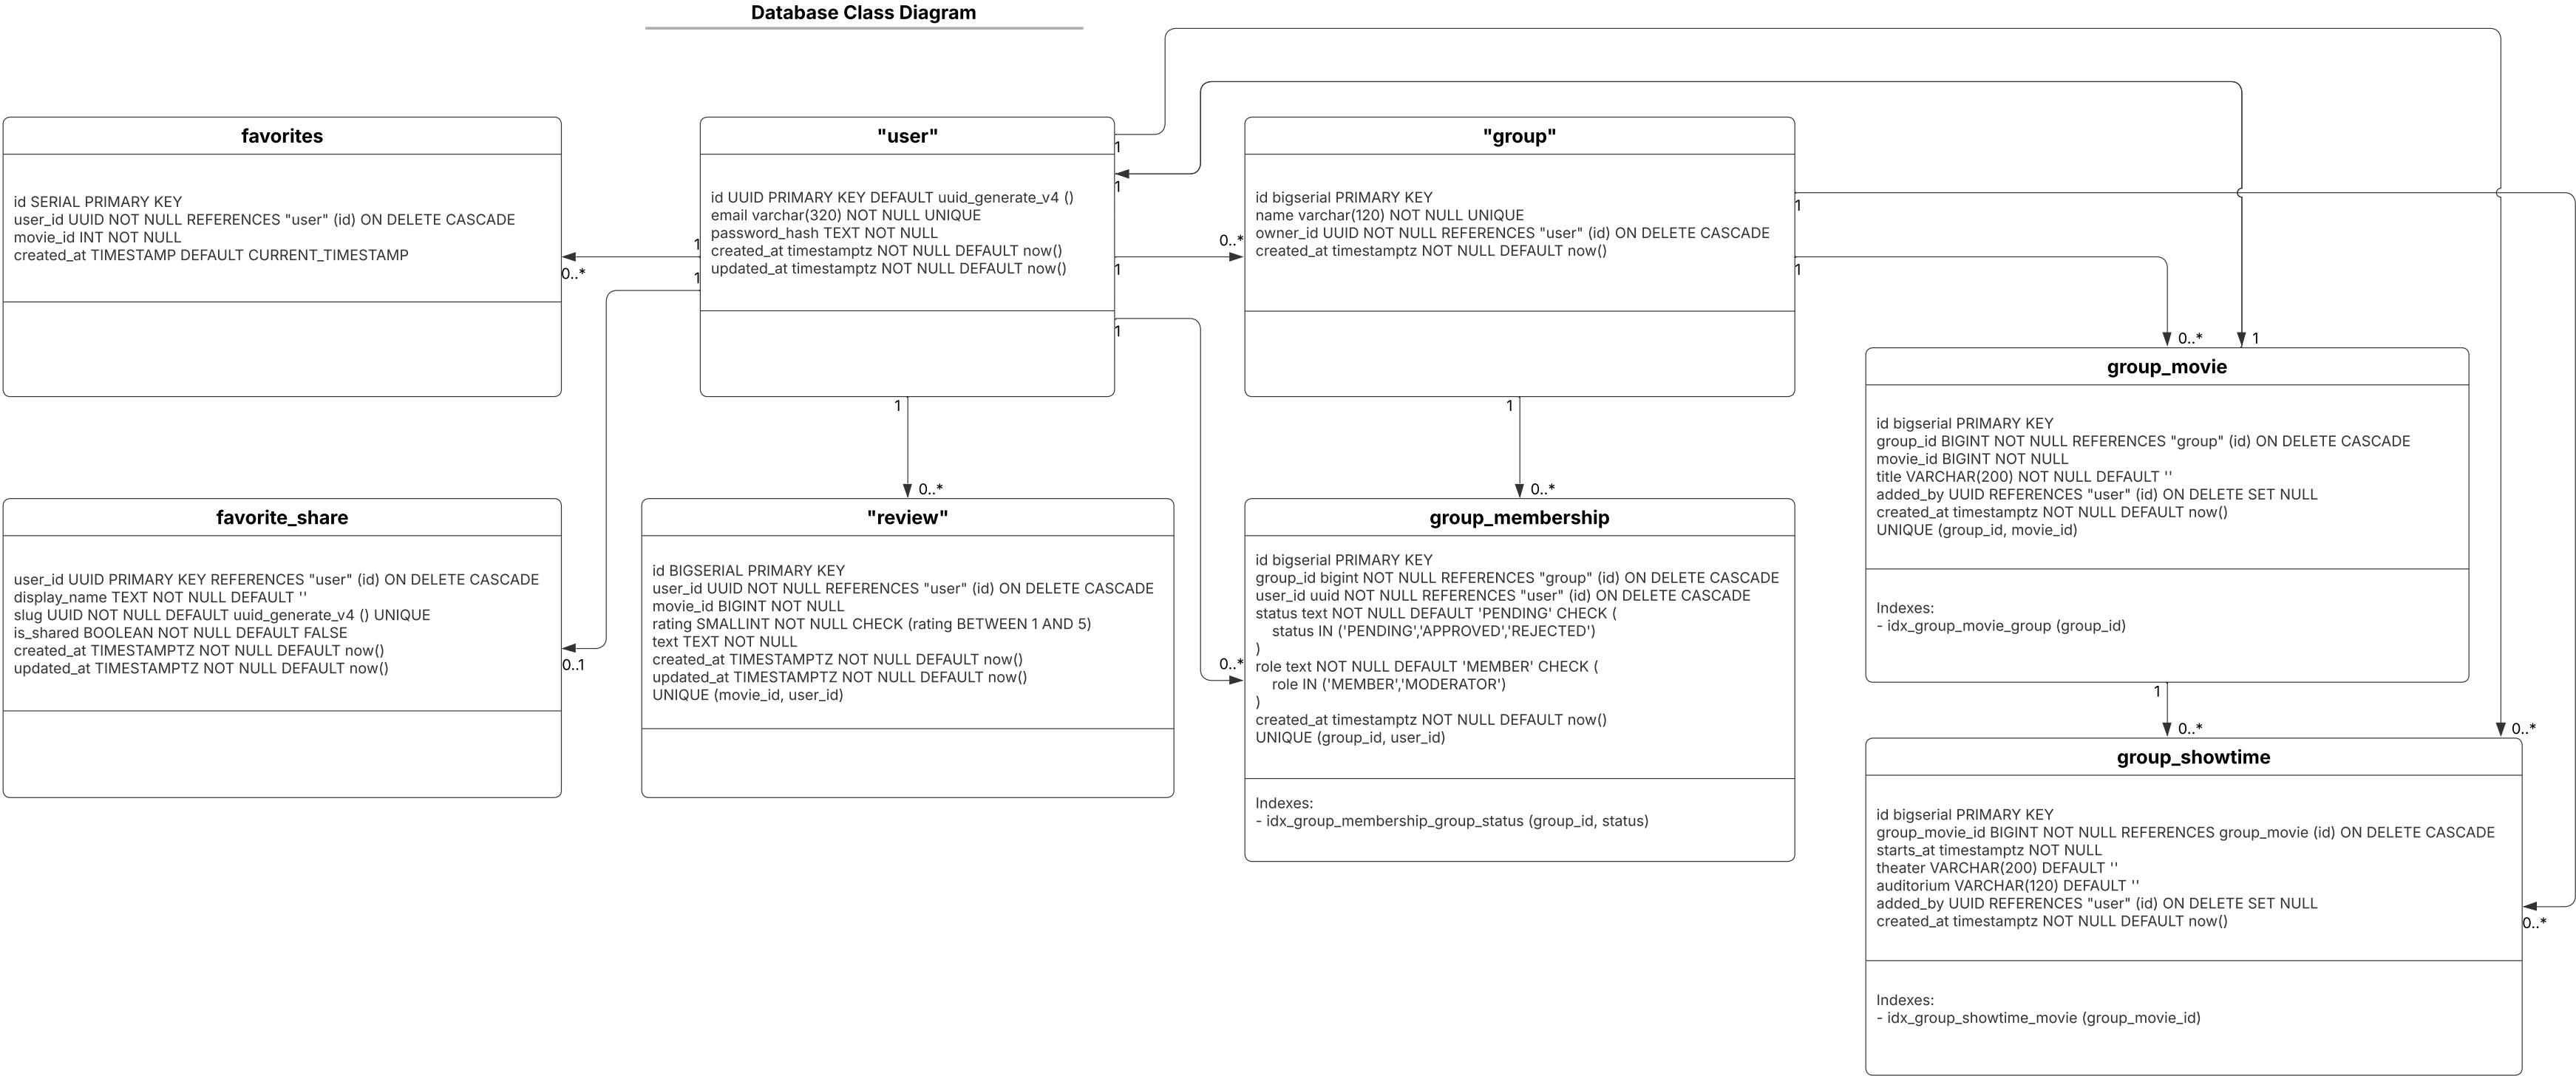 Database Class Diagram
favorites
id SERIAL PRIMARY KEY
user_id UUID NOT NULL REFERENCES "user" (id) ON DELETE CASCADE
movie_id INT NOT NULL
created_at TIMESTAMP DEFAULT CURRENT_TIMESTAMP
"user"
id UUID PRIMARY KEY DEFAULT uuid_generate_v4 ()
email varchar(320) NOT NULL UNIQUE
password_hash TEXT NOT NULL
created_at timestamptz NOT NULL DEFAULT now()
updated_at timestamptz NOT NULL DEFAULT now()
"group"
id bigserial PRIMARY KEY
name varchar(120) NOT NULL UNIQUE
owner_id UUID NOT NULL REFERENCES "user" (id) ON DELETE CASCADE
created_at timestamptz NOT NULL DEFAULT now()
1
1
1
0..*
1
1
0..*
1
1
1
1
0..*
1
group_movie
id bigserial PRIMARY KEY
group_id BIGINT NOT NULL REFERENCES "group" (id) ON DELETE CASCADE
movie_id BIGINT NOT NULL
title VARCHAR(200) NOT NULL DEFAULT ''
added_by UUID REFERENCES "user" (id) ON DELETE SET NULL
created_at timestamptz NOT NULL DEFAULT now()
UNIQUE (group_id, movie_id)
Indexes:
- idx_group_movie_group (group_id)
1
0..*
1
0..*
favorite_share
user_id UUID PRIMARY KEY REFERENCES "user" (id) ON DELETE CASCADE
display_name TEXT NOT NULL DEFAULT ''
slug UUID NOT NULL DEFAULT uuid_generate_v4 () UNIQUE
is_shared BOOLEAN NOT NULL DEFAULT FALSE
created_at TIMESTAMPTZ NOT NULL DEFAULT now()
updated_at TIMESTAMPTZ NOT NULL DEFAULT now()
0..1
"review"
id BIGSERIAL PRIMARY KEY
user_id UUID NOT NULL REFERENCES "user" (id) ON DELETE CASCADE
movie_id BIGINT NOT NULL
rating SMALLINT NOT NULL CHECK (rating BETWEEN 1 AND 5)
text TEXT NOT NULL
created_at TIMESTAMPTZ NOT NULL DEFAULT now()
updated_at TIMESTAMPTZ NOT NULL DEFAULT now()
UNIQUE (movie_id, user_id)
0..*
group_membership
id bigserial PRIMARY KEY
group_id bigint NOT NULL REFERENCES "group" (id) ON DELETE CASCADE
user_id uuid NOT NULL REFERENCES "user" (id) ON DELETE CASCADE
status text NOT NULL DEFAULT 'PENDING' CHECK (
status IN ('PENDING','APPROVED','REJECTED')
)
role text NOT NULL DEFAULT 'MEMBER' CHECK (
role IN ('MEMBER','MODERATOR')
)
created_at timestamptz NOT NULL DEFAULT now()
UNIQUE (group_id, user_id)
Indexes:
- idx_group_membership_group_status (group_id, status)
1
0..*
0..*
group_showtime
id bigserial PRIMARY KEY
group_movie_id BIGINT NOT NULL REFERENCES group_movie (id) ON DELETE CASCADE
starts_at timestamptz NOT NULL
theater VARCHAR(200) DEFAULT ''
auditorium VARCHAR(120) DEFAULT ''
added_by UUID REFERENCES "user" (id) ON DELETE SET NULL
created_at timestamptz NOT NULL DEFAULT now()
0..*
Indexes:
- idx_group_showtime_movie (group_movie_id)